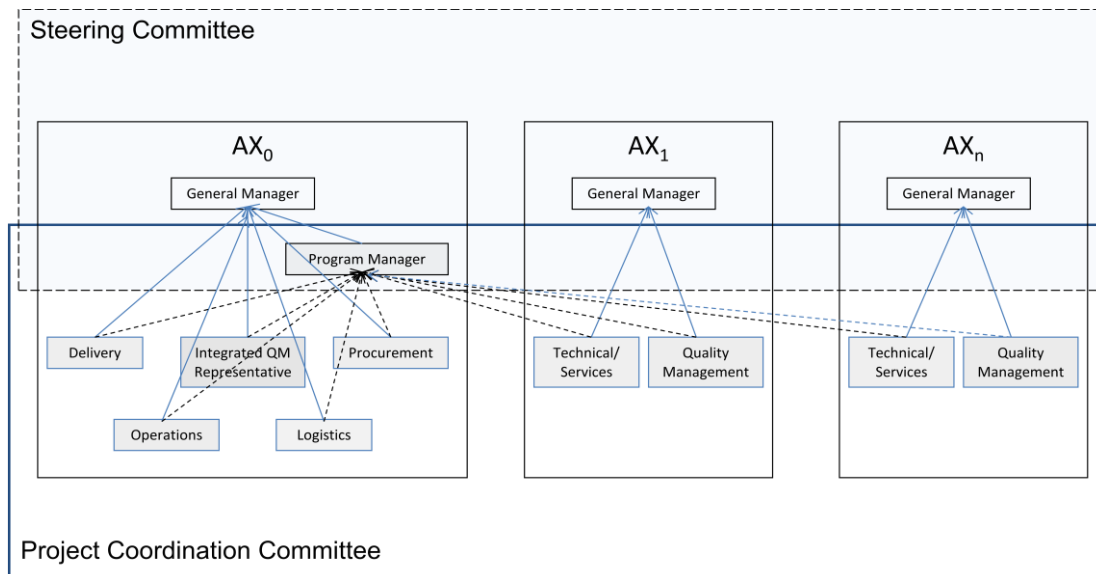 Steering Committee
AX₀
General Manager
Program Manager
Delivery
Integrated QM
Representative
Procurement
Operations
Logistics
AX₁
General Manager
Technical/
Services
Quality
Management
AXₙ
General Manager
Technical/
Services
Quality
Management
Project Coordination Committee